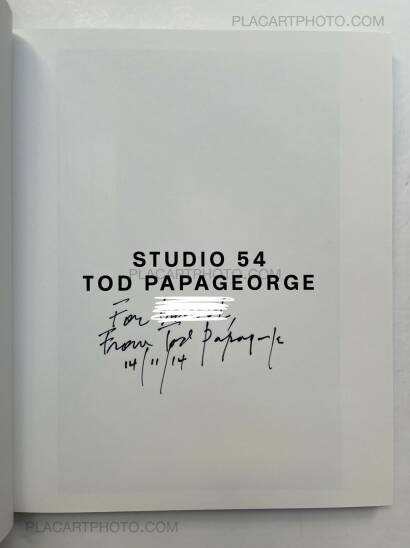 PLACARTPHOTO.COM
STUDIO 54
PLACARTPHOTO.COM
TOD PAPAGEORGE
For
From Tod Papageorge
14/11/14
PLACARTPHOTO.COM